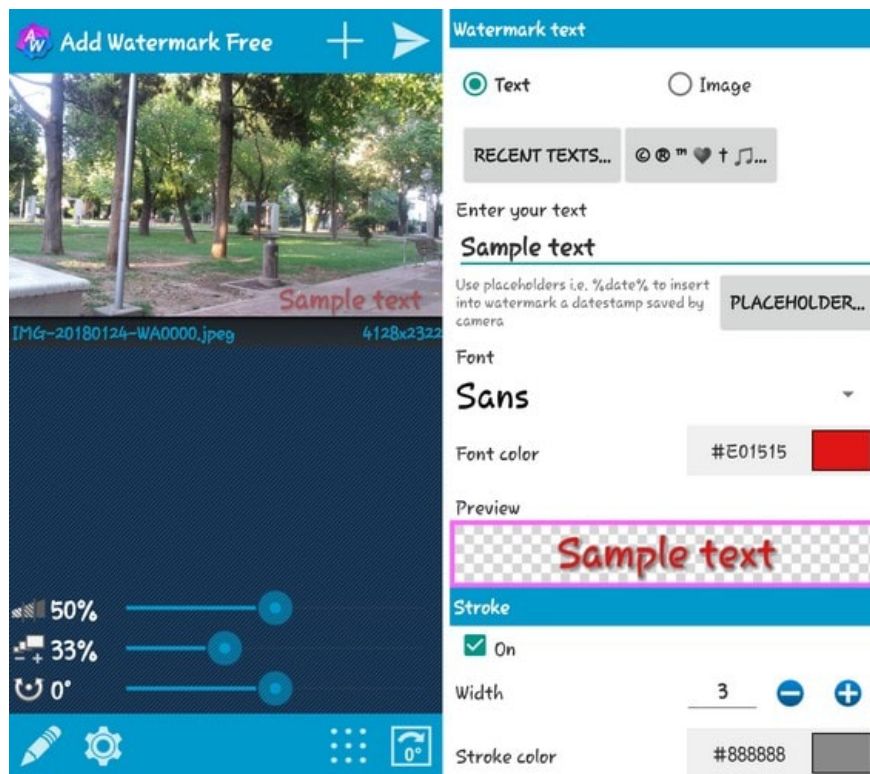 AW Add Watermark Free
Sample text
IMG-20180124-WA0000.jpeg 4128x2322
50%
33%
0°
0°
Watermark text
Text Image
RECENT TEXTS... © ® ™ ♥ † ♫...
Enter your text
Sample text
Use placeholders i.e. %date% to insert
into watermark a datestamp saved by
camera
PLACEHOLDER...
Font
Sans
Font color #E01515
Preview
Sample text
Stroke
On
Width 3
Stroke color #888888